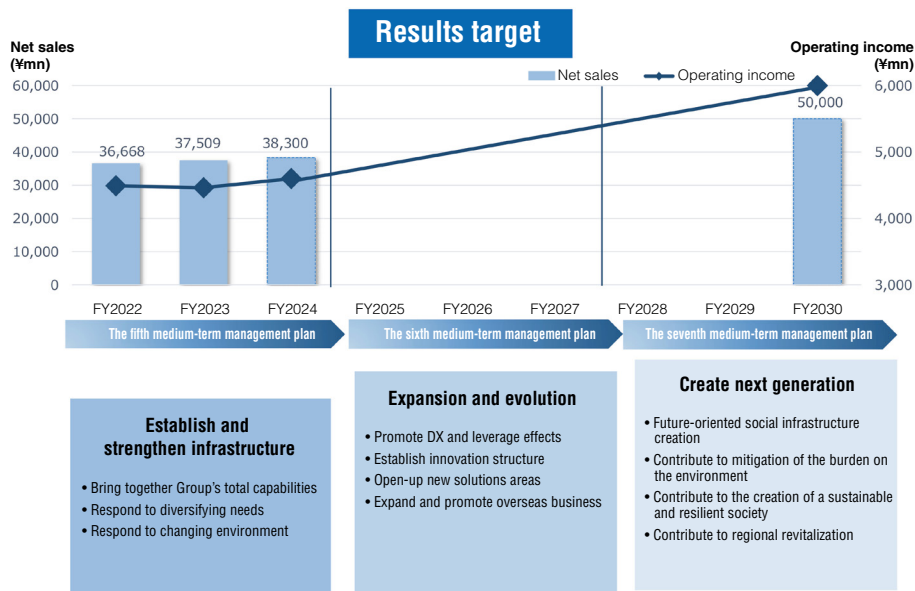 Results target
Net sales
(¥mn)
Operating income
(¥mn)
Net sales
Operating income
60,000
50,000
40,000
30,000
20,000
10,000
0
6,000
5,000
4,000
3,000
36,668
37,509
38,300
50,000
FY2022
FY2023
FY2024
FY2025
FY2026
FY2027
FY2028
FY2029
FY2030
The fifth medium-term management plan
The sixth medium-term management plan
The seventh medium-term management plan
Establish and
strengthen infrastructure
• Bring together Group's total capabilities
• Respond to diversifying needs
• Respond to changing environment
Expansion and evolution
• Promote DX and leverage effects
• Establish innovation structure
• Open-up new solutions areas
• Expand and promote overseas business
Create next generation
• Future-oriented social infrastructure
creation
• Contribute to mitigation of the burden on
the environment
• Contribute to the creation of a sustainable
and resilient society
• Contribute to regional revitalization